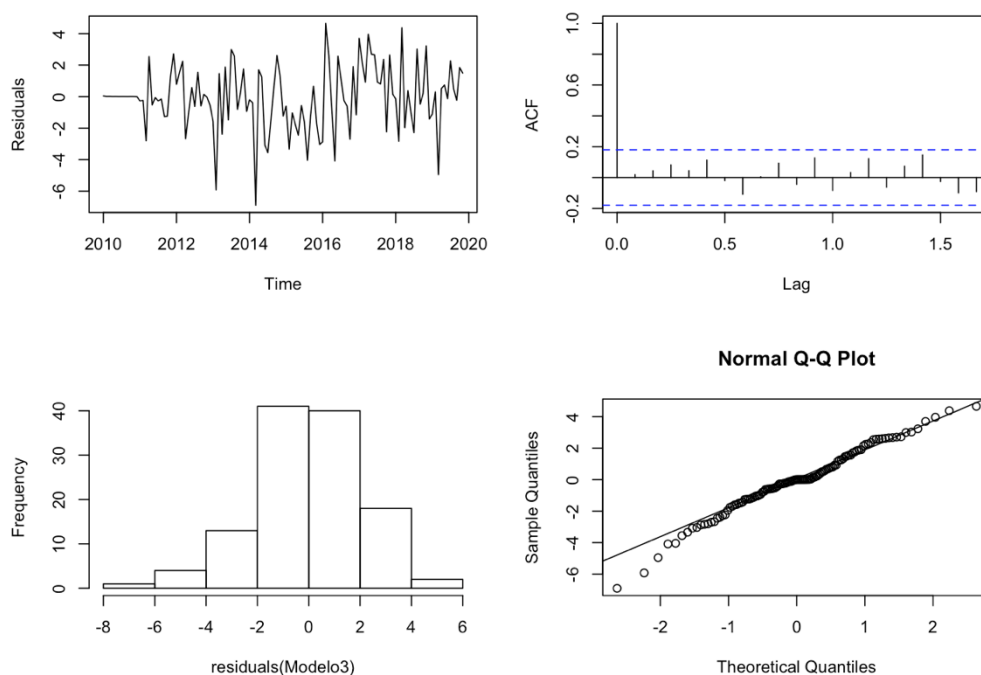 Residuals
4
2
0
-2
-4
-6
2010 2012 2014 2016 2018 2020
Time
ACF
1.0
0.6
0.2
-0.2
0.0 0.5 1.0 1.5
Lag
Frequency
40
30
20
10
0
-8 -6 -4 -2 0 2 4 6
residuals(Modelo3)
Normal Q-Q Plot
Sample Quantiles
4
2
0
-2
-4
-6
-2 -1 0 1 2
Theoretical Quantiles